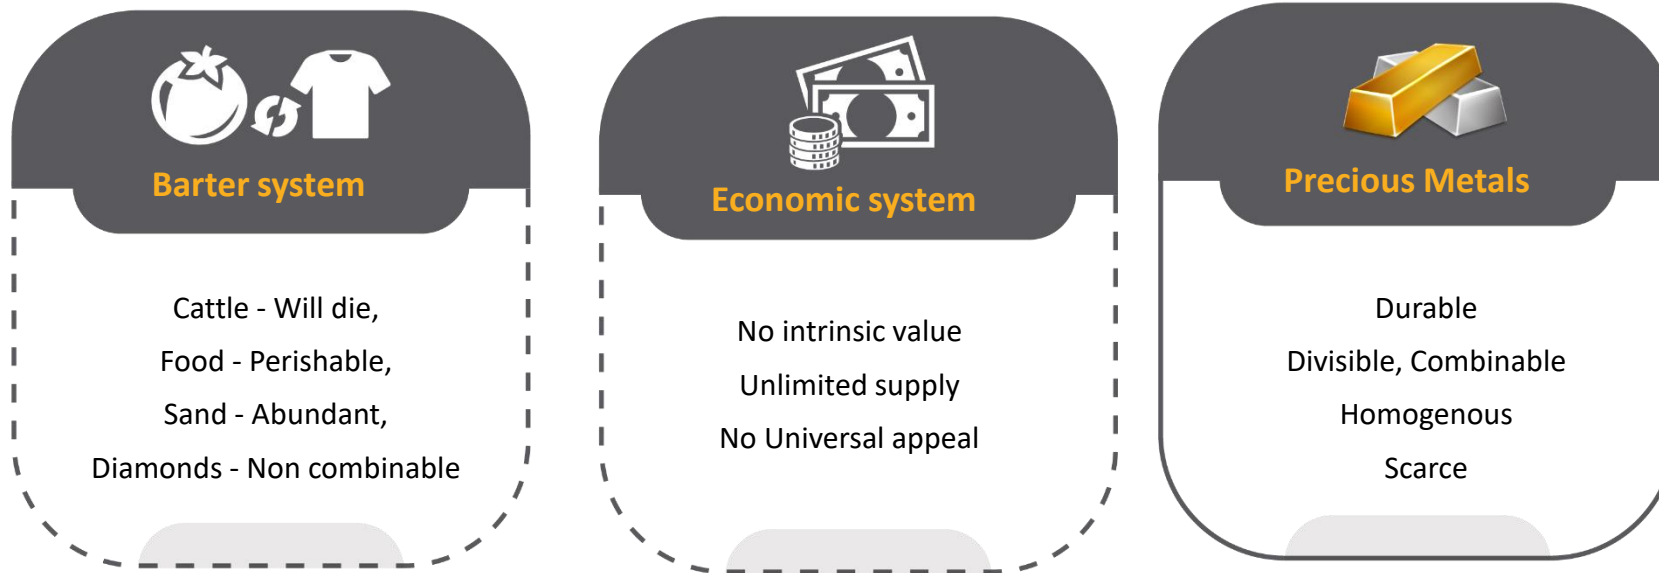 Barter system
Cattle - Will die,
Food - Perishable,
Sand - Abundant,
Diamonds - Non combinable
Economic system
No intrinsic value
Unlimited supply
No Universal appeal
Precious Metals
Durable
Divisible, Combinable
Homogenous
Scarce